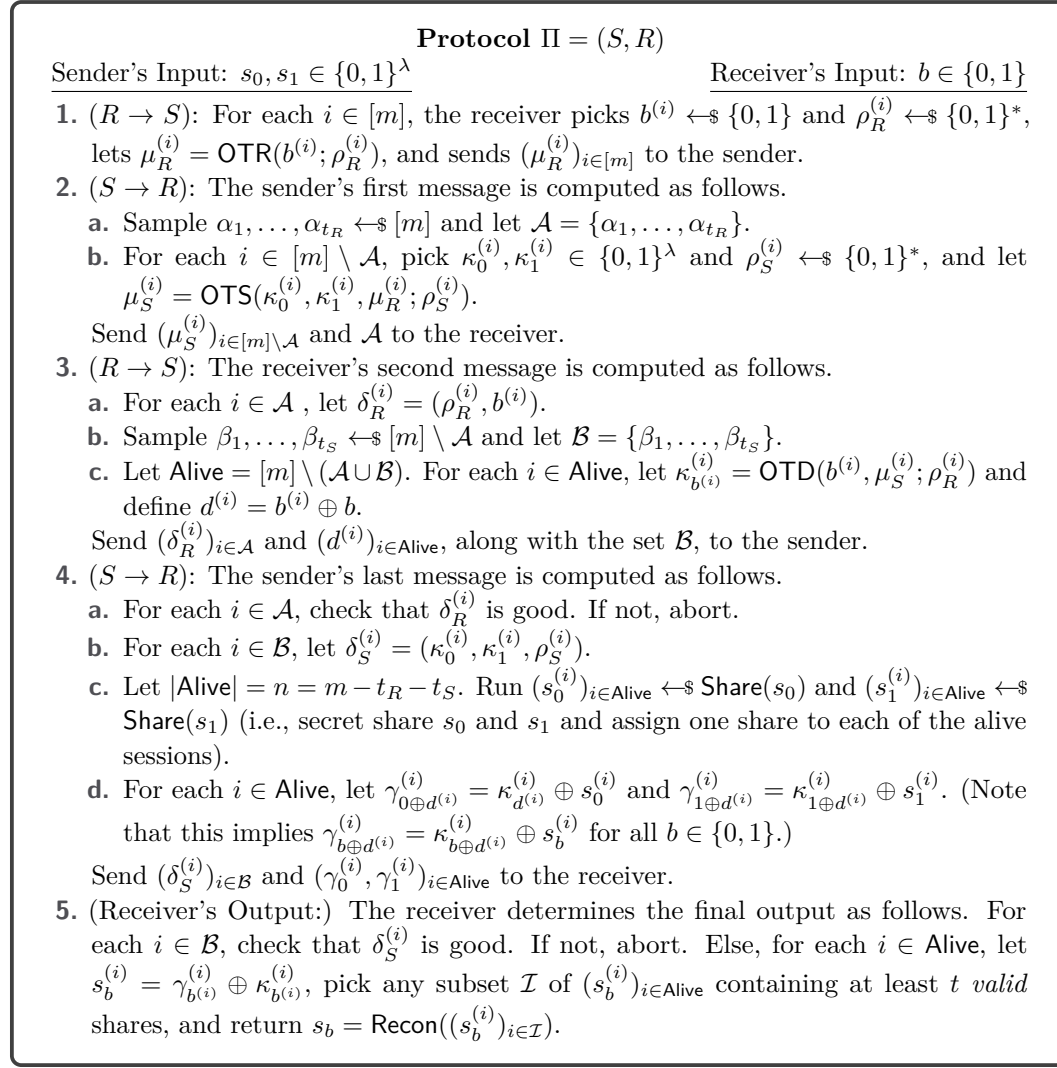 Protocol Π = (S, R)
Sender's Input: s₀, s₁ ∈ {0, 1}^λ Receiver's Input: b ∈ {0, 1}
1. (R → S): For each i ∈ [m], the receiver picks b^{(i)} ←$ {0, 1} and ρ_R^{(i)} ←$ {0, 1}*,
lets μ_R^{(i)} = OTR(b^{(i)}; ρ_R^{(i)}), and sends (μ_R^{(i)})_{i∈[m]} to the sender.
2. (S → R): The sender's first message is computed as follows.
a. Sample α₁, . . . , α_{t_R} ←$ [m] and let 𝒜 = {α₁, . . . , α_{t_R}}.
b. For each i ∈ [m] \ 𝒜, pick κ_0^{(i)}, κ_1^{(i)} ∈ {0, 1}^λ and ρ_S^{(i)} ←$ {0, 1}*, and let
μ_S^{(i)} = OTS(κ_0^{(i)}, κ_1^{(i)}, μ_R^{(i)}; ρ_S^{(i)}).
Send (μ_S^{(i)})_{i∈[m]\𝒜} and 𝒜 to the receiver.
3. (R → S): The receiver's second message is computed as follows.
a. For each i ∈ 𝒜 , let δ_R^{(i)} = (ρ_R^{(i)}, b^{(i)}).
b. Sample β₁, . . . , β_{t_S} ←$ [m] \ 𝒜 and let ℬ = {β₁, . . . , β_{t_S}}.
c. Let Alive = [m] \ (𝒜 ∪ ℬ). For each i ∈ Alive, let κ_{b^{(i)}}^{(i)} = OTD(b^{(i)}, μ_S^{(i)}; ρ_R^{(i)}) and
define d^{(i)} = b^{(i)} ⊕ b.
Send (δ_R^{(i)})_{i∈𝒜} and (d^{(i)})_{i∈Alive}, along with the set ℬ, to the sender.
4. (S → R): The sender's last message is computed as follows.
a. For each i ∈ 𝒜, check that δ_R^{(i)} is good. If not, abort.
b. For each i ∈ ℬ, let δ_S^{(i)} = (κ_0^{(i)}, κ_1^{(i)}, ρ_S^{(i)}).
c. Let |Alive| = n = m − t_R − t_S. Run (s_0^{(i)})_{i∈Alive} ←$ Share(s₀) and (s_1^{(i)})_{i∈Alive} ←$
Share(s₁) (i.e., secret share s₀ and s₁ and assign one share to each of the alive
sessions).
d. For each i ∈ Alive, let γ_{0⊕d^{(i)}}^{(i)} = κ_{d^{(i)}}^{(i)} ⊕ s_0^{(i)} and γ_{1⊕d^{(i)}}^{(i)} = κ_{1⊕d^{(i)}}^{(i)} ⊕ s_1^{(i)}. (Note
that this implies γ_{b⊕d^{(i)}}^{(i)} = κ_{b⊕d^{(i)}}^{(i)} ⊕ s_b^{(i)} for all b ∈ {0, 1}.)
Send (δ_S^{(i)})_{i∈ℬ} and (γ_0^{(i)}, γ_1^{(i)})_{i∈Alive} to the receiver.
5. (Receiver's Output:) The receiver determines the final output as follows. For
each i ∈ ℬ, check that δ_S^{(i)} is good. If not, abort. Else, for each i ∈ Alive, let
s_b^{(i)} = γ_{b^{(i)}}^{(i)} ⊕ κ_{b^{(i)}}^{(i)}, pick any subset ℐ of (s_b^{(i)})_{i∈Alive} containing at least t valid
shares, and return s_b = Recon((s_b^{(i)})_{i∈ℐ}).